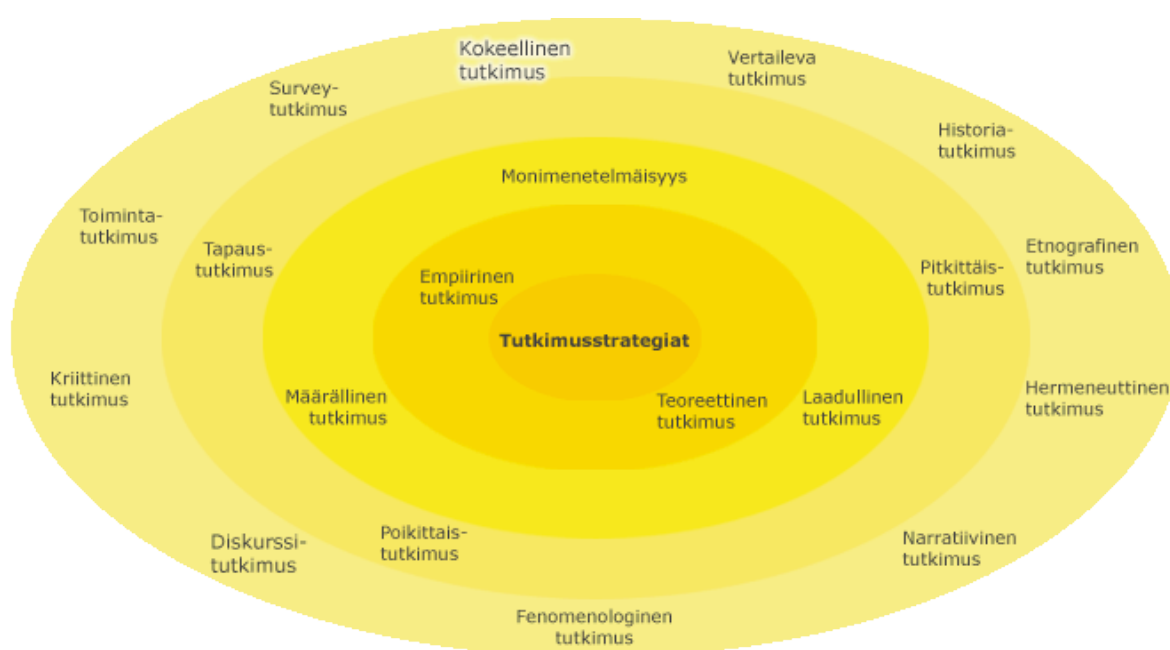 Kokeellinen
tutkimus
Vertaileva
tutkimus
Survey-
tutkimus
Historia-
tutkimus
Monimenetelmäisyys
Toiminta-
tutkimus
Tapaus-
tutkimus
Empiirinen
tutkimus
Pitkittäis-
tutkimus
Etnografinen
tutkimus
Tutkimusstrategiat
Kriittinen
tutkimus
Määrällinen
tutkimus
Teoreettinen
tutkimus
Laadullinen
tutkimus
Hermeneuttinen
tutkimus
Diskurssi-
tutkimus
Poikittais-
tutkimus
Narratiivinen
tutkimus
Fenomenologinen
tutkimus